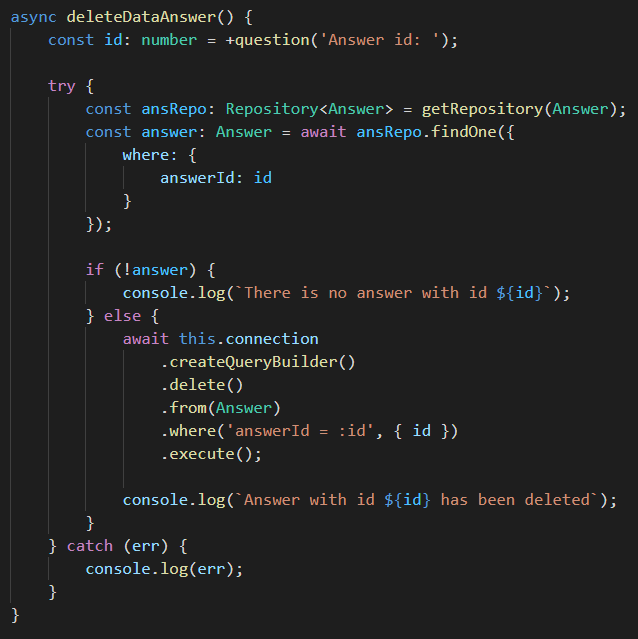 async deleteDataAnswer() {
    const id: number = +question('Answer id: ');

    try {
        const ansRepo: Repository<Answer> = getRepository(Answer);
        const answer: Answer = await ansRepo.findOne({
            where: {
                answerId: id
            }
        });

        if (!answer) {
            console.log(`There is no answer with id ${id}`);
        } else {
            await this.connection
                .createQueryBuilder()
                .delete()
                .from(Answer)
                .where('answerId = :id', { id })
                .execute();

            console.log(`Answer with id ${id} has been deleted`);
        }
    } catch (err) {
        console.log(err);
    }
}